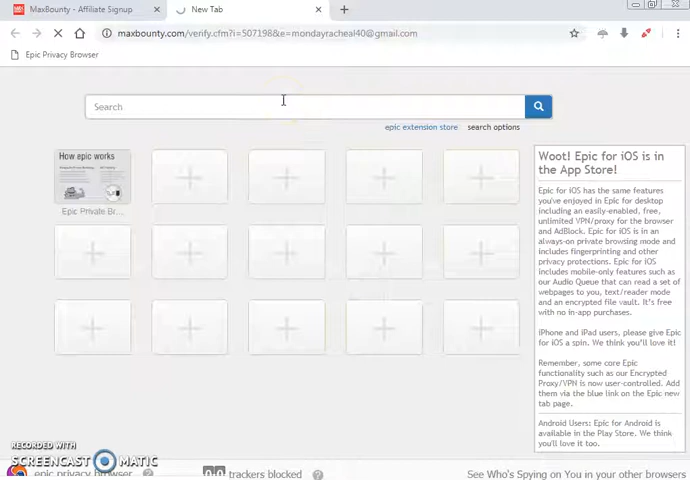 MaxBounty - Affiliate Signup
New Tab
maxbounty.com/verify.cfm?i=507198&e=mondayracheal40@gmail.com
Epic Privacy Browser
Search
epic extension store
search options
How epic works
Epic Private Br...
Woot! Epic for iOS is in
the App Store!
Epic for iOS has the same features
you've enjoyed in Epic for desktop
including an easily-enabled, free,
unlimited VPN/proxy for the browser
and AdBlock. Epic for iOS is in an
always-on private browsing mode and
includes fingerprinting and other
privacy protections. Epic for iOS
includes mobile-only features such as
our Audio Queue that can read a set of
webpages to you, text/reader mode
and an encrypted file vault. It's free
with no in-app purchases.
iPhone and iPad users, please give Epic
for iOS a spin. We think you'll love it!
Remember, some core Epic
functionality such as our Encrypted
Proxy/VPN is now user-controlled. Add
them via the blue link on the Epic new
tab page.
Android Users: Epic for Android is
available in the Play Store. We think
you'll love it too.
RECORDED WITH
SCREENCAST MATIC
epic privacy browser
0:0 trackers blocked
See Who's Spying on You in your other browsers